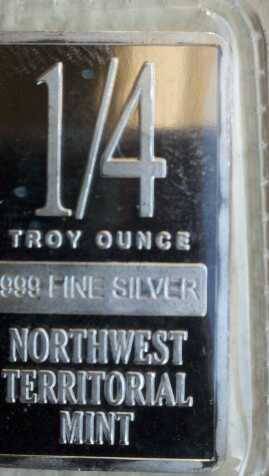 1/4
TROY OUNCE
999 FINE SILVER
NORTHWEST
TERRITORIAL
MINT